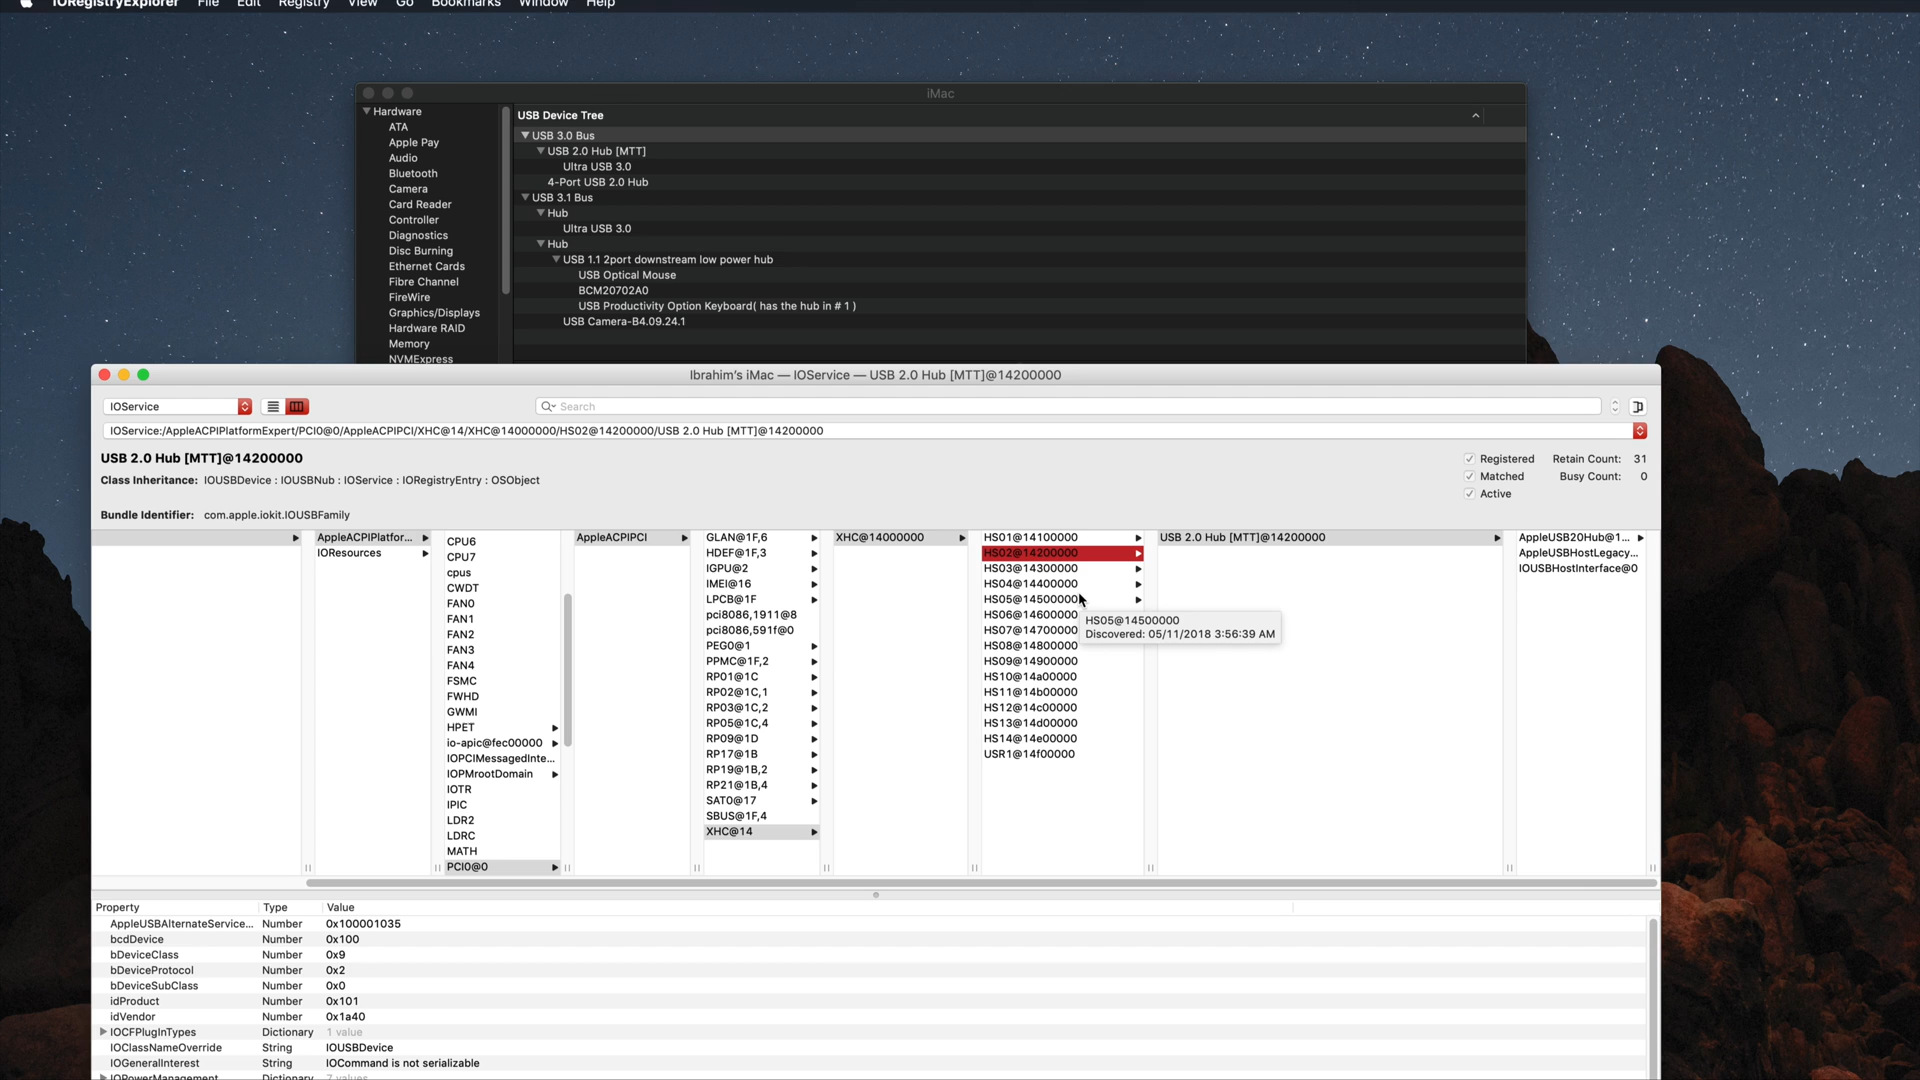 IORegistryExplorer File Edit Registry View Go Bookmarks Window Help
iMac
Hardware
ATA
Apple Pay
Audio
Bluetooth
Camera
Card Reader
Controller
Diagnostics
Disc Burning
Ethernet Cards
Fibre Channel
FireWire
Graphics/Displays
Hardware RAID
Memory
NVMExpress
USB Device Tree
USB 3.0 Bus
USB 2.0 Hub [MTT]
Ultra USB 3.0
4-Port USB 2.0 Hub
USB 3.1 Bus
Hub
Ultra USB 3.0
Hub
USB 1.1 2port downstream low power hub
USB Optical Mouse
BCM20702A0
USB Productivity Option Keyboard( has the hub in # 1 )
USB Camera-B4.09.24.1
Ibrahim's iMac — IOService — USB 2.0 Hub [MTT]@14200000
IOService
Search
IOService:/AppleACPIPlatformExpert/PCI0@0/AppleACPIPCI/XHC@14/XHC@14000000/HS02@14200000/USB 2.0 Hub [MTT]@14200000
USB 2.0 Hub [MTT]@14200000
Class Inheritance: IOUSBDevice : IOUSBNub : IOService : IORegistryEntry : OSObject
Bundle Identifier: com.apple.iokit.IOUSBFamily
Registered Retain Count: 31
Matched Busy Count: 0
Active
AppleACPIPlatfor...
IOResources
CPU6
CPU7
cpus
CWDT
FAN0
FAN1
FAN2
FAN3
FAN4
FSMC
FWHD
GWMI
HPET
io-apic@fec00000
IOPCIMessagedInte...
IOPMrootDomain
IOTR
IPIC
LDR2
LDRC
MATH
PCI0@0
AppleACPIPCI
GLAN@1F,6
HDEF@1F,3
IGPU@2
IMEI@16
LPCB@1F
pci8086,1911@8
pci8086,591f@0
PEG0@1
PPMC@1F,2
RP01@1C
RP02@1C,1
RP03@1C,2
RP05@1C,4
RP09@1D
RP17@1B
RP19@1B,2
RP21@1B,4
SAT0@17
SBUS@1F,4
XHC@14
XHC@14000000
HS01@14100000
HS02@14200000
HS03@14300000
HS04@14400000
HS05@14500000
HS06@14600000
HS07@14700000
HS08@14800000
HS09@14900000
HS10@14a00000
HS11@14b00000
HS12@14c00000
HS13@14d00000
HS14@14e00000
USR1@14f00000
HS05@14500000
Discovered: 05/11/2018 3:56:39 AM
USB 2.0 Hub [MTT]@14200000
AppleUSB20Hub@1...
AppleUSBHostLegacy...
IOUSBHostInterface@0
Property Type Value
AppleUSBAlternateService... Number 0x100001035
bcdDevice Number 0x100
bDeviceClass Number 0x9
bDeviceProtocol Number 0x2
bDeviceSubClass Number 0x0
idProduct Number 0x101
idVendor Number 0x1a40
IOCFPlugInTypes Dictionary 1 value
IOClassNameOverride String IOUSBDevice
IOGeneralInterest String IOCommand is not serializable
IOPowerManagement Dictionary 7 values